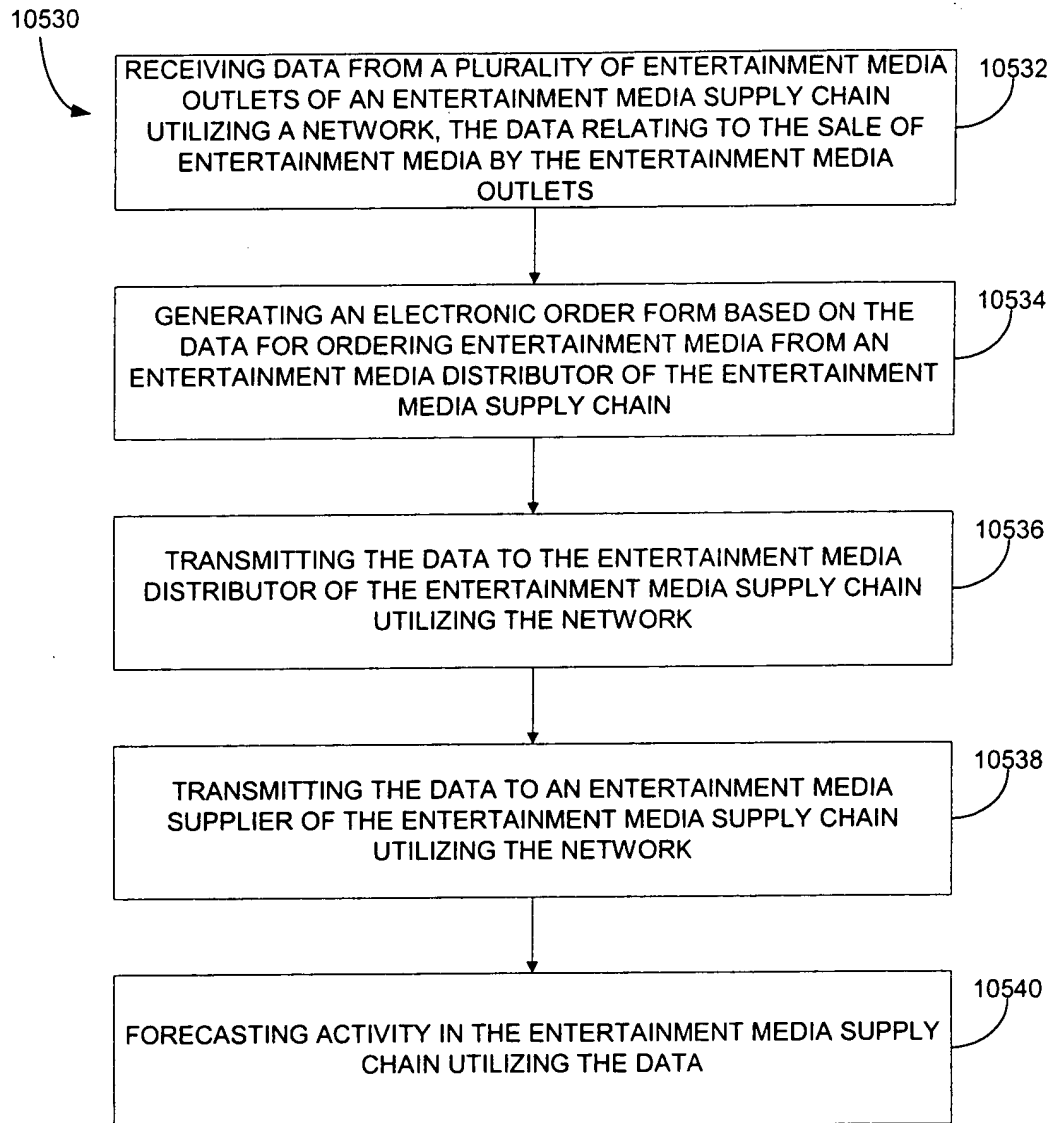 10530
RECEIVING DATA FROM A PLURALITY OF ENTERTAINMENT MEDIA
OUTLETS OF AN ENTERTAINMENT MEDIA SUPPLY CHAIN
UTILIZING A NETWORK, THE DATA RELATING TO THE SALE OF
ENTERTAINMENT MEDIA BY THE ENTERTAINMENT MEDIA
OUTLETS
10532
GENERATING AN ELECTRONIC ORDER FORM BASED ON THE
DATA FOR ORDERING ENTERTAINMENT MEDIA FROM AN
ENTERTAINMENT MEDIA DISTRIBUTOR OF THE ENTERTAINMENT
MEDIA SUPPLY CHAIN
10534
TRANSMITTING THE DATA TO THE ENTERTAINMENT MEDIA
DISTRIBUTOR OF THE ENTERTAINMENT MEDIA SUPPLY CHAIN
UTILIZING THE NETWORK
10536
TRANSMITTING THE DATA TO AN ENTERTAINMENT MEDIA
SUPPLIER OF THE ENTERTAINMENT MEDIA SUPPLY CHAIN
UTILIZING THE NETWORK
10538
FORECASTING ACTIVITY IN THE ENTERTAINMENT MEDIA SUPPLY
CHAIN UTILIZING THE DATA
10540